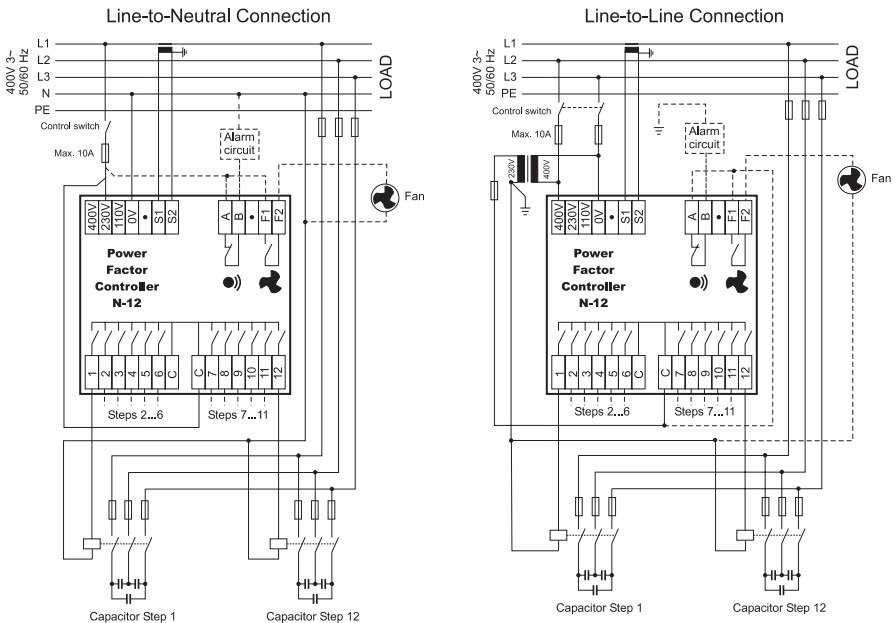 Line-to-Neutral Connection
400V 3~
50/60 Hz
L1
L2
L3
N
PE
LOAD
Control switch
Max. 10A
Alarm
circuit
Fan
400V
230V
110V
0V
•
S1
S2
A
B
•
F1
F2
Power
Factor
Controller
N-12
1
2
3
4
5
6
C
C
7
8
9
10
11
12
Steps 2...6
Steps 7...11
Capacitor Step 1
Capacitor Step 12
Line-to-Line Connection
400V 3~
50/60 Hz
L1
L2
L3
PE
LOAD
Control switch
Max. 10A
Alarm
circuit
230V
400V
Fan
400V
230V
110V
0V
•
S1
S2
A
B
•
F1
F2
Power
Factor
Controller
N-12
1
2
3
4
5
6
C
C
7
8
9
10
11
12
Steps 2...6
Steps 7...11
Capacitor Step 1
Capacitor Step 12